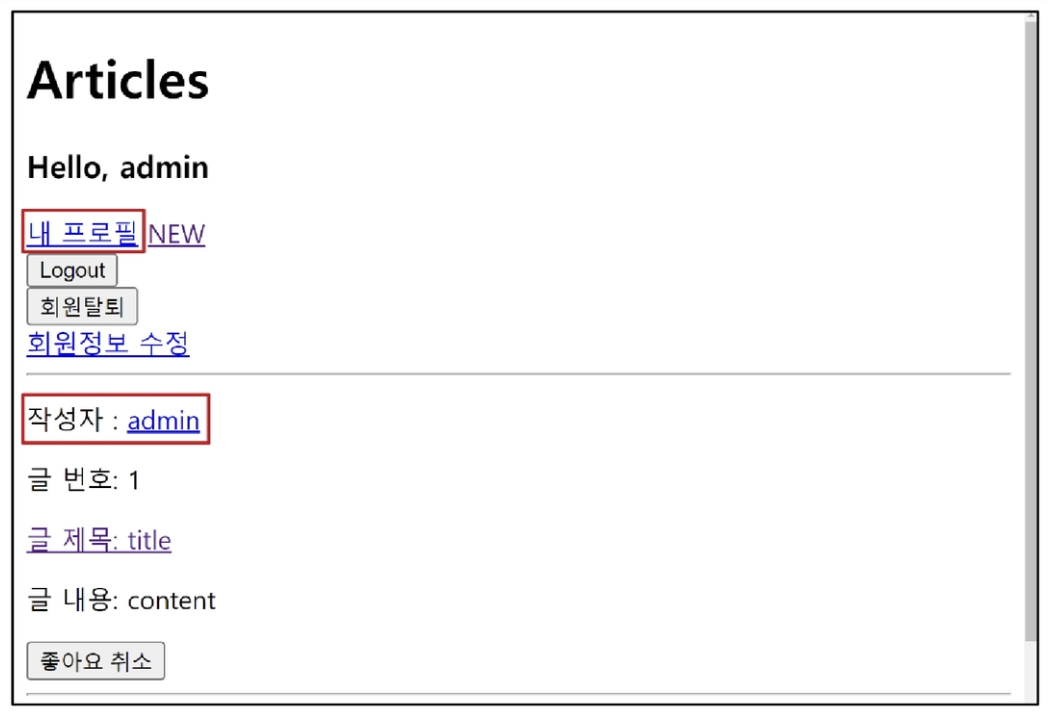 Articles
Hello, admin
내 프로필 NEW
Logout
회원탈퇴
회원정보 수정
작성자 : admin
글 번호: 1
글 제목: title
글 내용: content
좋아요 취소